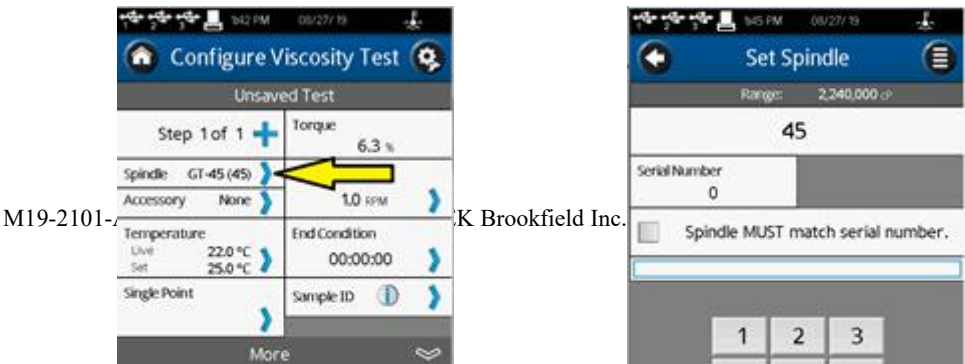 1:42 PM 08/27/19
Configure Viscosity Test
Unsaved Test
Step 1 of 1
Torque
6.3 %
Spindle GT-45 (45)
Accessory None
1.0 RPM
Temperature
Live 22.0 °C
Set 25.0 °C
End Condition
00:00:00
Single Point
Sample ID
More
M19-2101-
K Brookfield Inc.
1:45 PM 08/27/19
Set Spindle
Range: 2,240,000 cP
45
Serial Number
0
Spindle MUST match serial number.
1 2 3